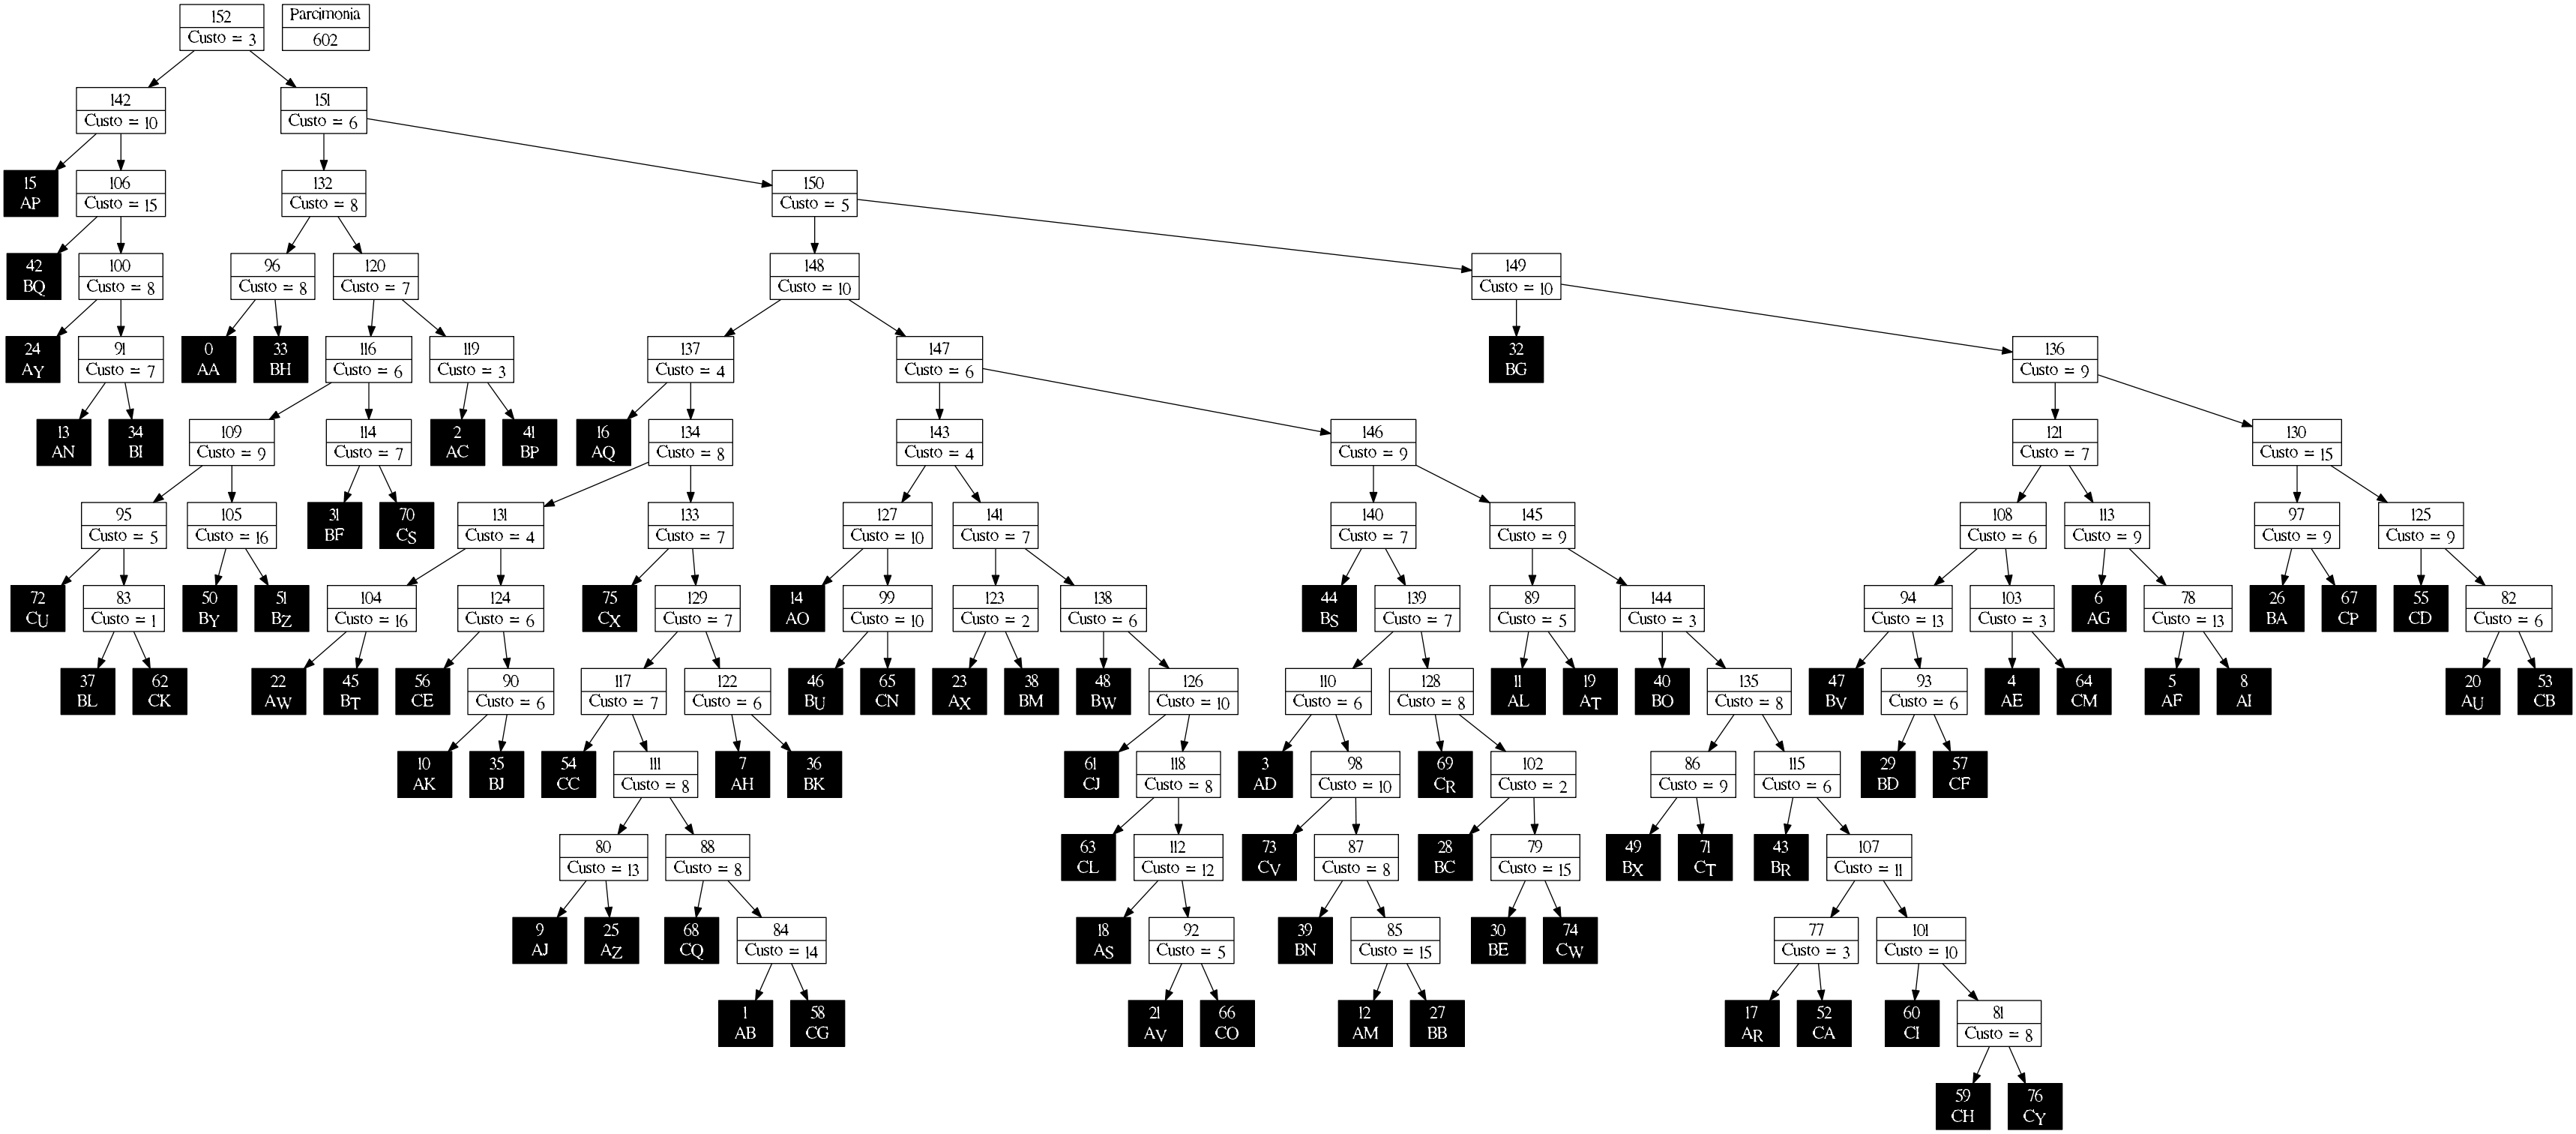 152
Custo = 3
Parcimonia
602
142
Custo = 10
151
Custo = 6
15
AP
106
Custo = 15
132
Custo = 8
150
Custo = 5
42
BQ
100
Custo = 8
96
Custo = 8
120
Custo = 7
148
Custo = 10
149
Custo = 10
24
AY
91
Custo = 7
0
AA
33
BH
116
Custo = 6
119
Custo = 3
137
Custo = 4
147
Custo = 6
32
BG
136
Custo = 9
13
AN
34
BI
109
Custo = 9
114
Custo = 7
2
AC
41
BP
16
AQ
134
Custo = 8
143
Custo = 4
146
Custo = 9
121
Custo = 7
130
Custo = 15
95
Custo = 5
105
Custo = 16
31
BF
70
CS
131
Custo = 4
133
Custo = 7
127
Custo = 10
141
Custo = 7
140
Custo = 7
145
Custo = 9
108
Custo = 6
113
Custo = 9
97
Custo = 9
125
Custo = 9
72
CU
83
Custo = 1
50
BY
51
BZ
104
Custo = 16
124
Custo = 6
75
CX
129
Custo = 7
14
AO
99
Custo = 10
123
Custo = 2
138
Custo = 6
44
BS
139
Custo = 7
89
Custo = 5
144
Custo = 3
94
Custo = 13
103
Custo = 3
6
AG
78
Custo = 13
26
BA
67
CP
55
CD
82
Custo = 6
37
BL
62
CK
22
AW
45
BT
56
CE
90
Custo = 6
117
Custo = 7
122
Custo = 6
46
BU
65
CN
23
AX
38
BM
48
BW
126
Custo = 10
110
Custo = 6
128
Custo = 8
11
AL
19
AT
40
BO
135
Custo = 8
47
BV
93
Custo = 6
4
AE
64
CM
5
AF
8
AI
20
AU
53
CB
10
AK
35
BJ
54
CC
111
Custo = 8
7
AH
36
BK
61
CJ
118
Custo = 8
3
AD
98
Custo = 10
69
CR
102
Custo = 2
86
Custo = 9
115
Custo = 6
29
BD
57
CF
80
Custo = 13
88
Custo = 8
63
CL
112
Custo = 12
73
CV
87
Custo = 8
28
BC
79
Custo = 15
49
BX
71
CT
43
BR
107
Custo = 11
9
AJ
25
AZ
68
CQ
84
Custo = 14
18
AS
92
Custo = 5
39
BN
85
Custo = 15
30
BE
74
CW
77
Custo = 3
101
Custo = 10
1
AB
58
CG
21
AV
66
CO
12
AM
27
BB
17
AR
52
CA
60
CI
81
Custo = 8
59
CH
76
CY